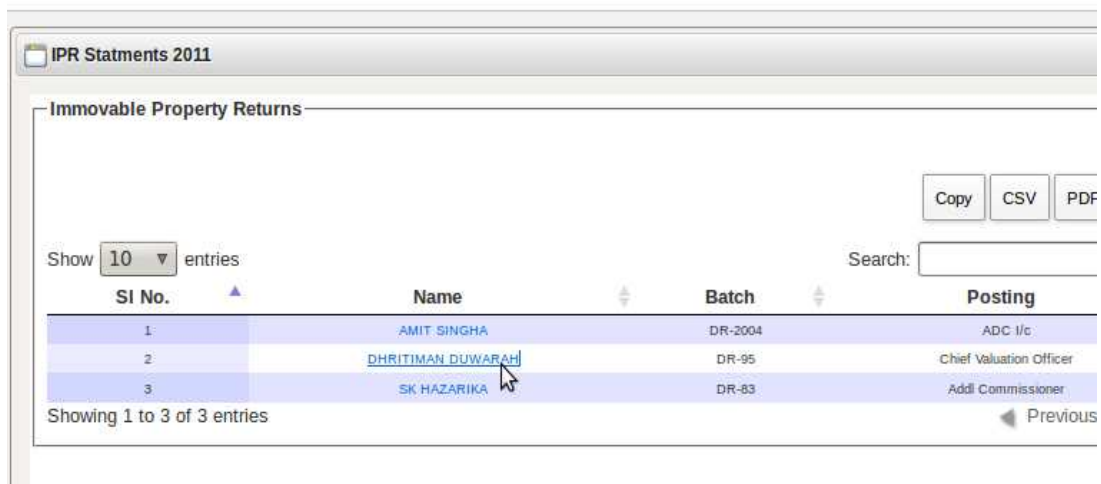 IPR Statments 2011
Immovable Property Returns
Copy CSV PDF
Show 10 entries Search:
SI No. Name Batch Posting
1 AMIT SINGHA DR-2004 ADC I/c
2 DHRITIMAN DUWARAH DR-95 Chief Valuation Officer
3 SK HAZARIKA DR-83 Addl Commissioner
Showing 1 to 3 of 3 entries Previous